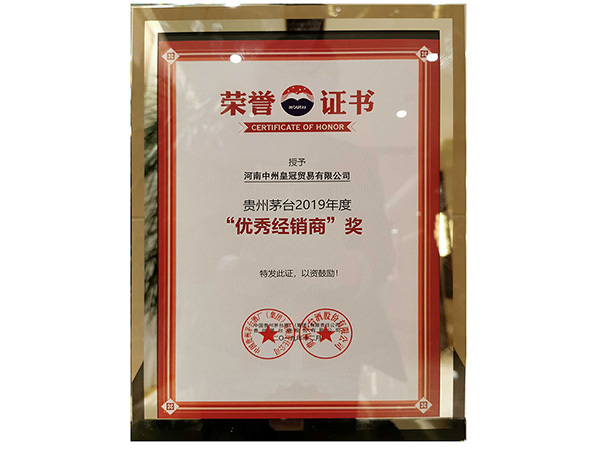 荣誉 证书
CERTIFICATE OF HONOR
授予
河南中州皇冠贸易有限公司
贵州茅台2019年度
“优秀经销商”奖
特发此证，以资鼓励！